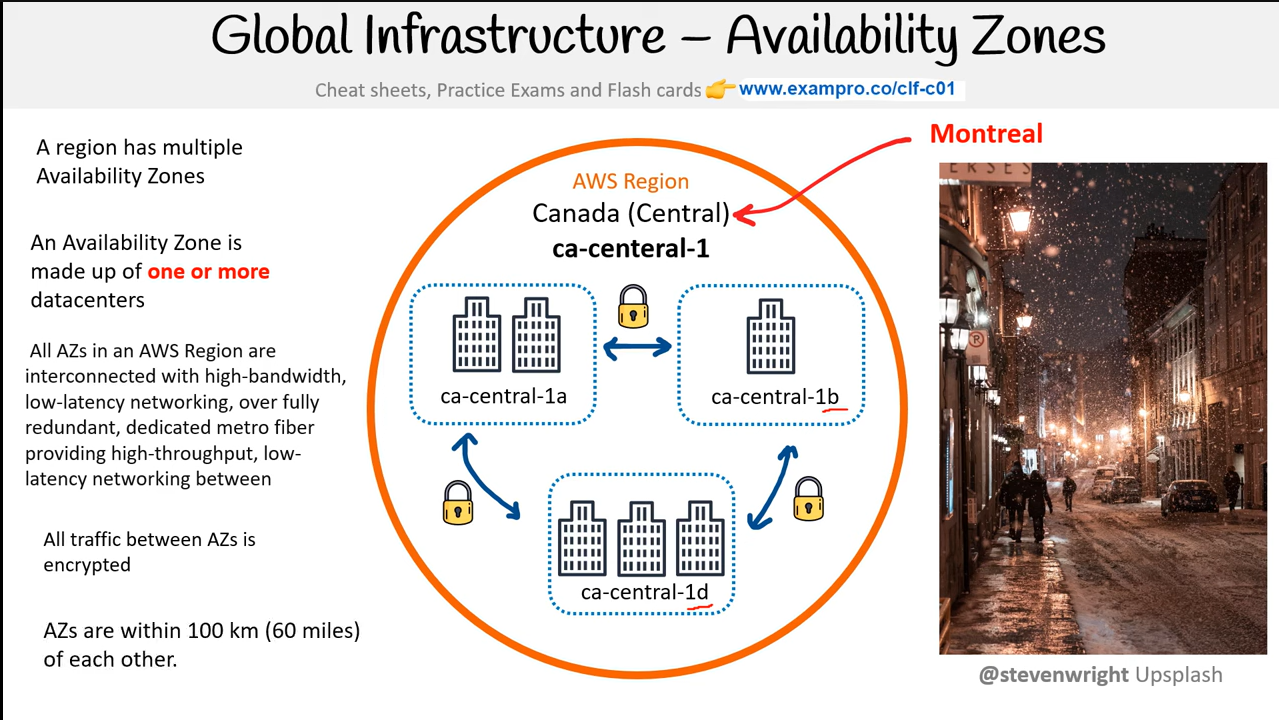 Global Infrastructure – Availability Zones
Cheat sheets, Practice Exams and Flash cards 👉 www.exampro.co/clf-c01
A region has multiple
Availability Zones
An Availability Zone is
made up of one or more
datacenters
All AZs in an AWS Region are
interconnected with high-bandwidth,
low-latency networking, over fully
redundant, dedicated metro fiber
providing high-throughput, low-
latency networking between
All traffic between AZs is
encrypted
AZs are within 100 km (60 miles)
of each other.
AWS Region
Canada (Central)
ca-centeral-1
ca-central-1a
ca-central-1b
ca-central-1d
Montreal
ERSES
@stevenwright Upsplash